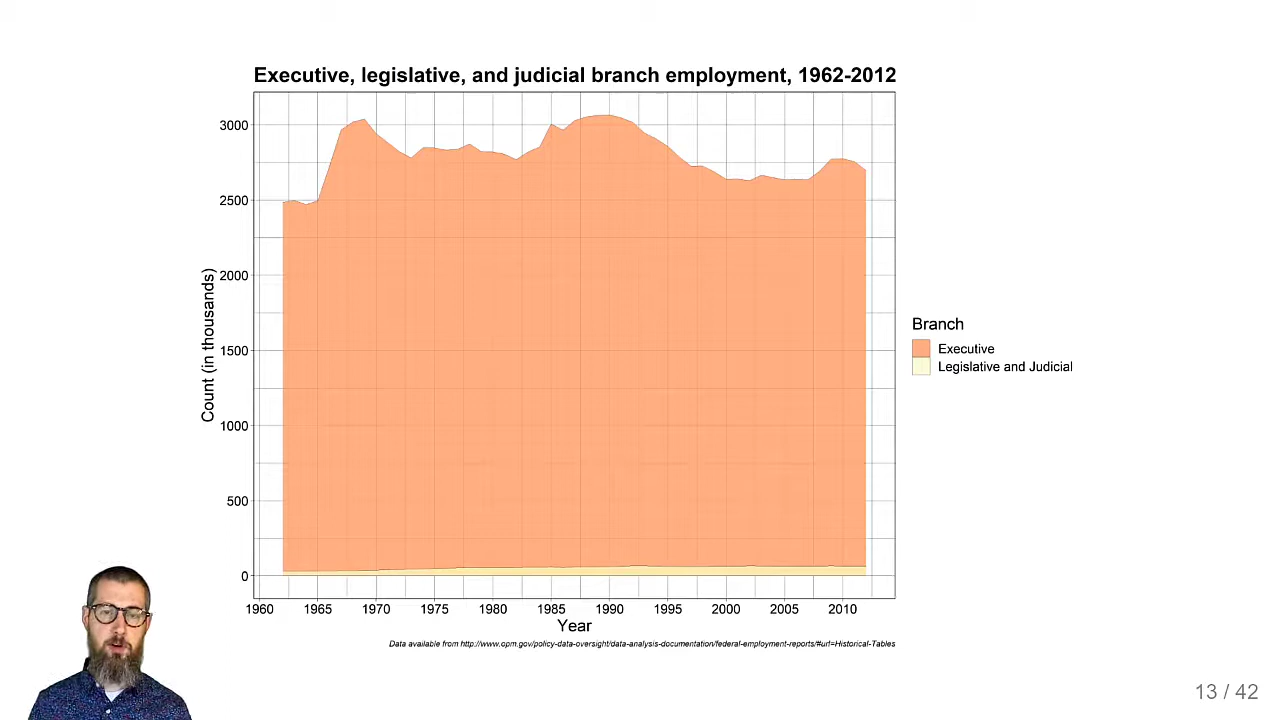 Executive, legislative, and judicial branch employment, 1962-2012
3000
2500
2000
1500
1000
500
0
Count (in thousands)
1960 1965 1970 1975 1980 1985 1990 1995 2000 2005 2010
Year
Branch
Executive
Legislative and Judicial
Data available from http://www.opm.gov/policy-data-oversight/data-analysis-documentation/federal-employment-reports/#url=Historical-Tables
13 / 42